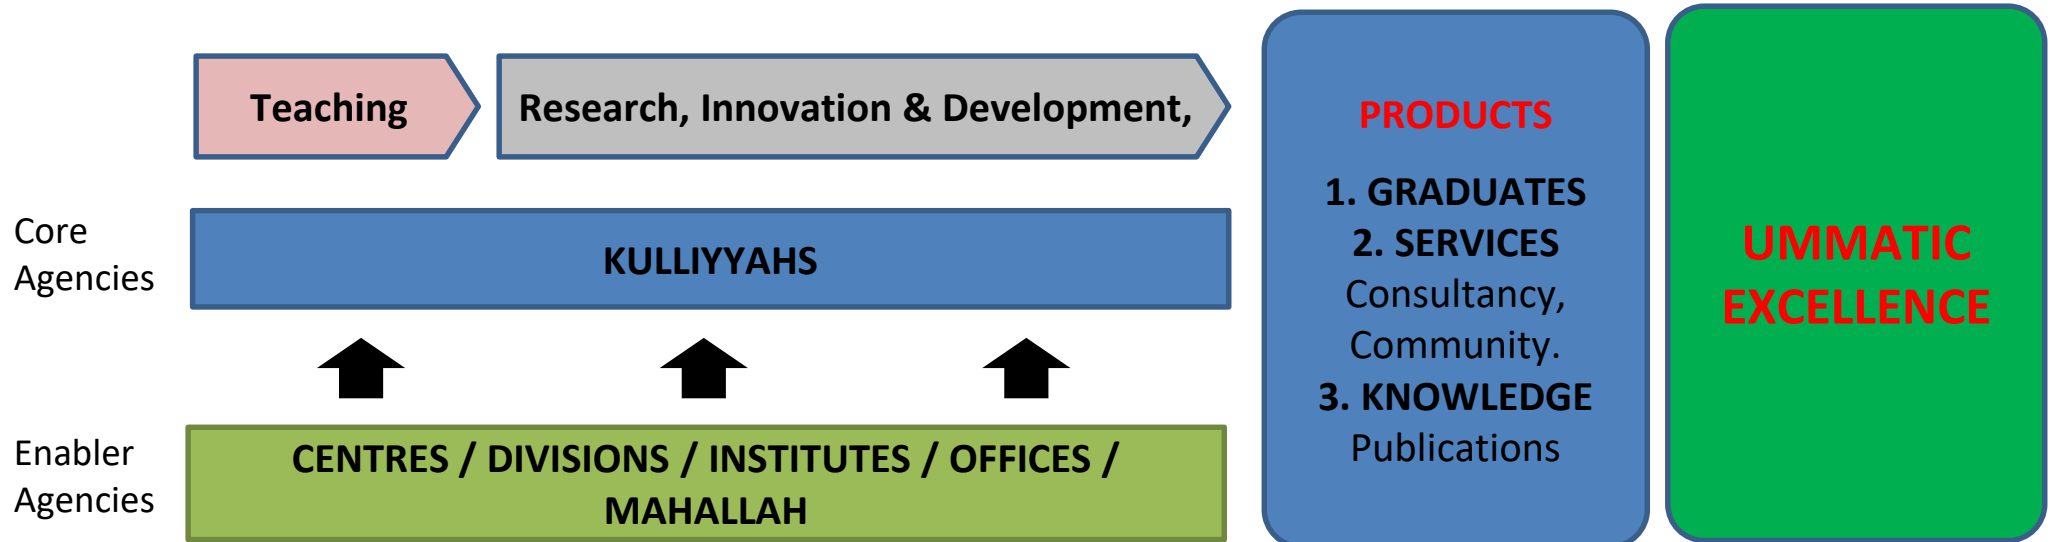 Teaching
Research, Innovation & Development,
Core
Agencies
KULLIYYAHS
Enabler
Agencies
CENTRES / DIVISIONS / INSTITUTES / OFFICES /
MAHALLAH
PRODUCTS
1. GRADUATES
2. SERVICES
Consultancy,
Community.
3. KNOWLEDGE
Publications
UMMATIC
EXCELLENCE